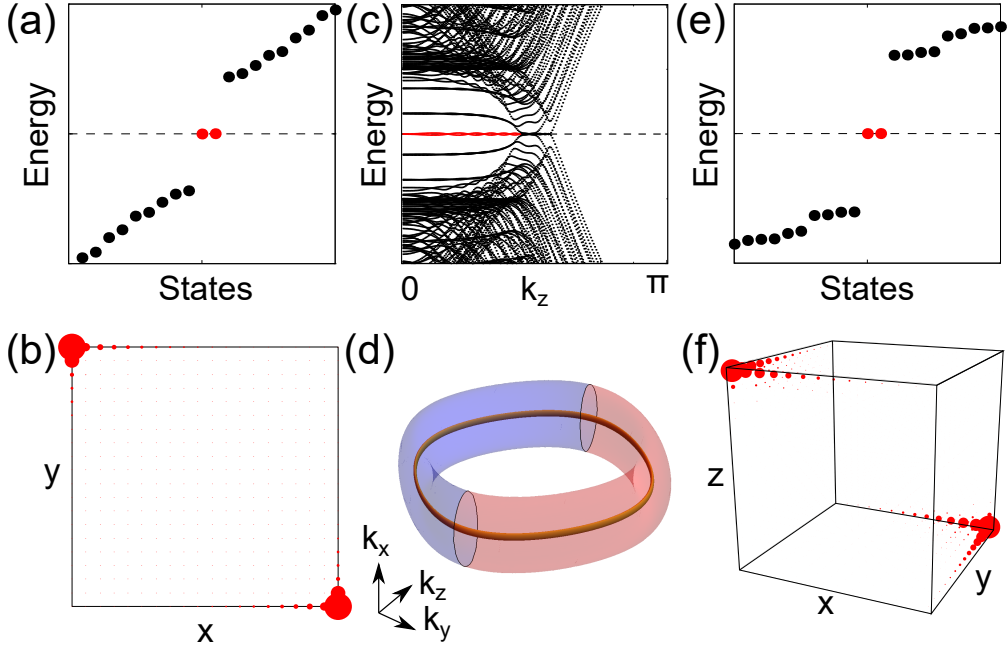 (a)
Energy
States
(c)
Energy
0
k_z
π
(e)
Energy
States
(b)
y
x
(d)
k_x
k_z
k_y
(f)
z
x
y